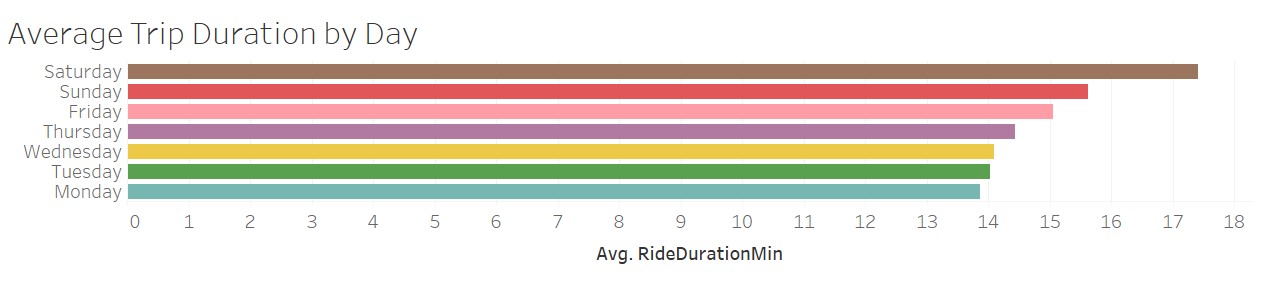 Average Trip Duration by Day
Saturday
Sunday
Friday
Thursday
Wednesday
Tuesday
Monday
0 1 2 3 4 5 6 7 8 9 10 11 12 13 14 15 16 17 18
Avg. RideDurationMin